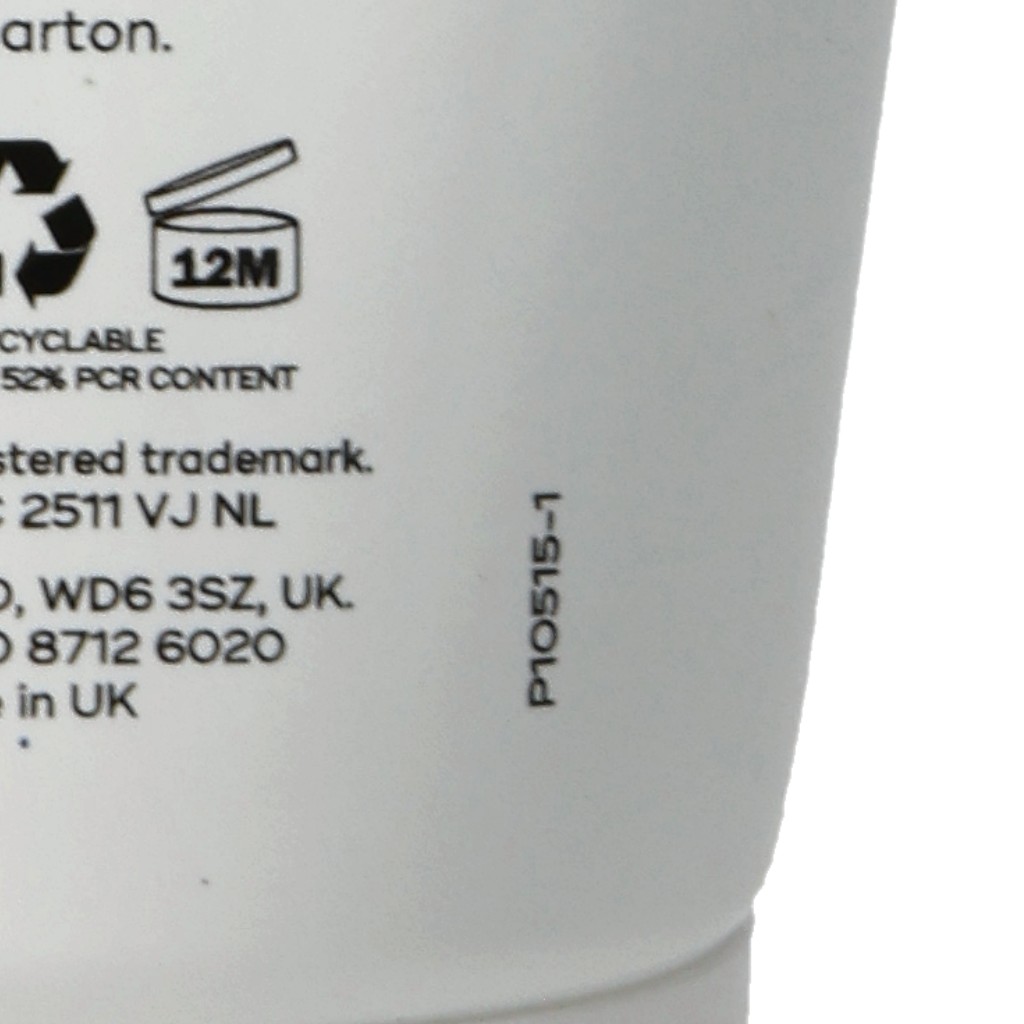 arton.
12M
CYCLABLE
52% PCR CONTENT
stered trademark.
2511 VJ NL
, WD6 3SZ, UK.
8712 6020
in UK
P10515-1